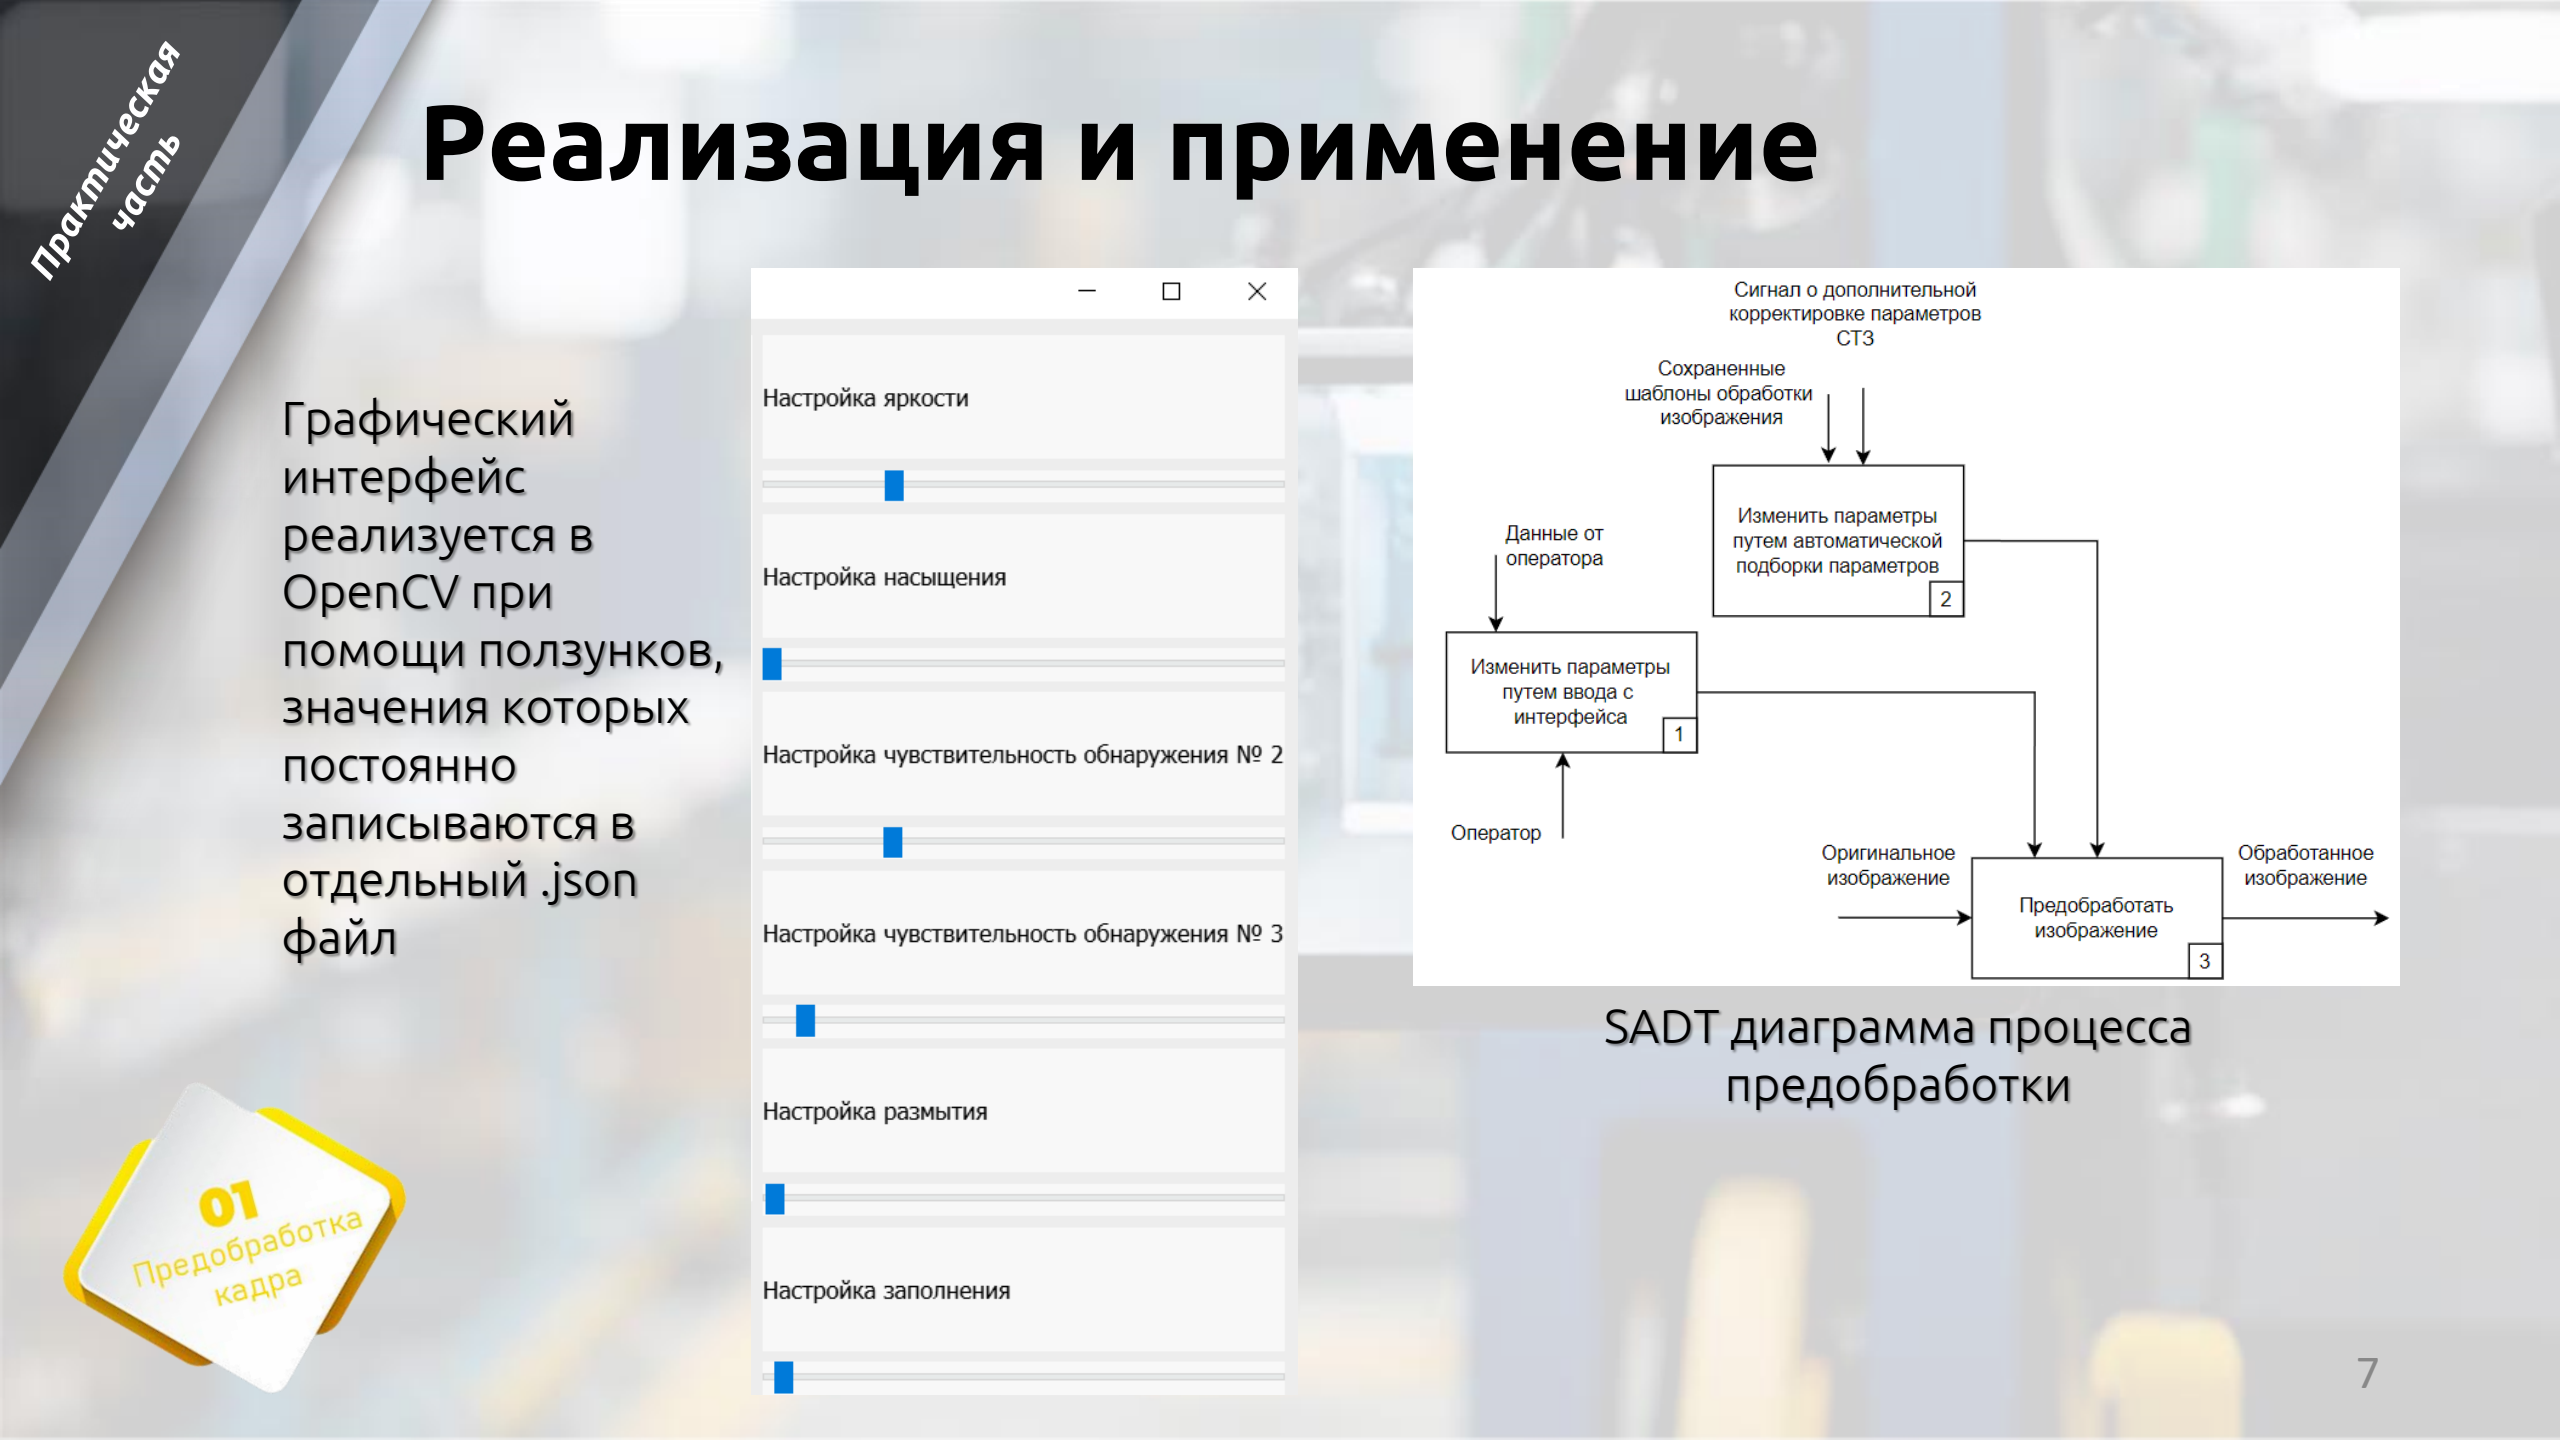 Практическая
часть
Реализация и применение
Графический
интерфейс
реализуется в
OpenCV при
помощи ползунков,
значения которых
постоянно
записываются в
отдельный .json
файл
Настройка яркости
Настройка насыщения
Настройка чувствительность обнаружения № 2
Настройка чувствительность обнаружения № 3
Настройка размытия
Настройка заполнения
Сигнал о дополнительной
корректировке параметров
СТЗ
Сохраненные
шаблоны обработки
изображения
Изменить параметры
путем автоматической
подборки параметров
2
Данные от
оператора
Изменить параметры
путем ввода с
интерфейса
1
Оператор
Оригинальное
изображение
Обработанное
изображение
Предобработать
изображение
3
SADT диаграмма процесса
предобработки
01
Предобработка
кадра
7